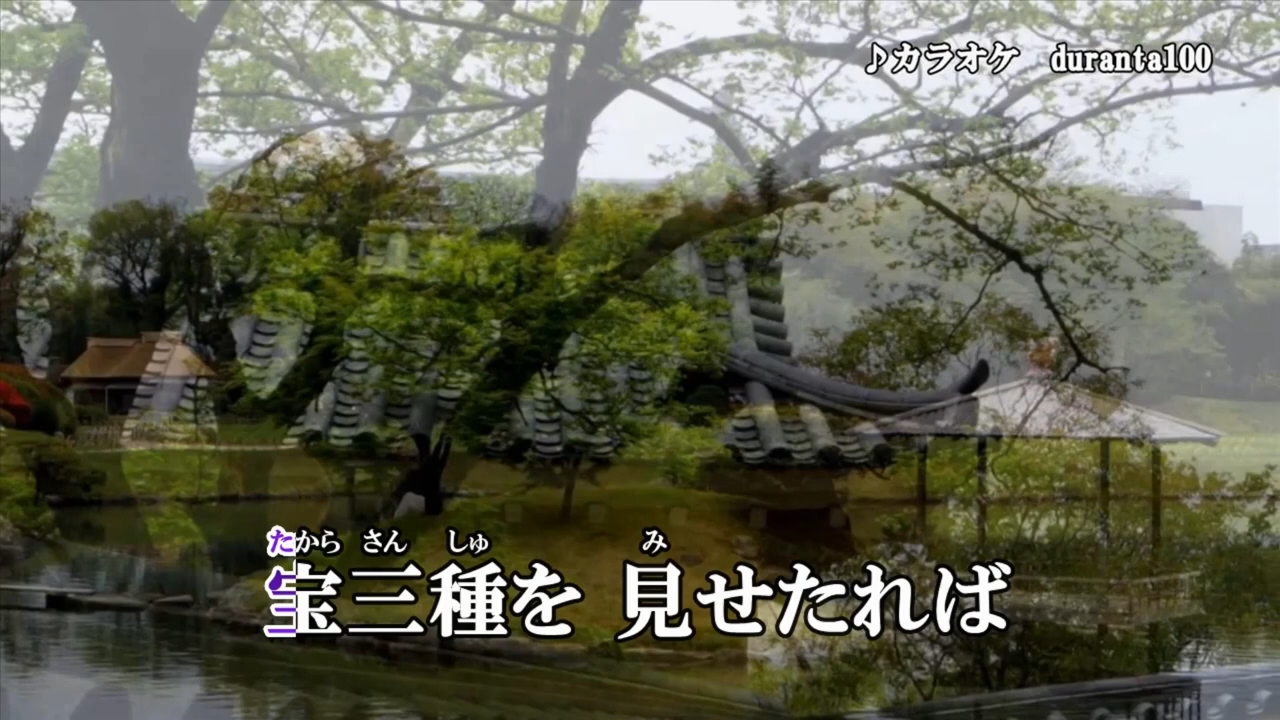 ♪カラオケ　duranta100
たから さん しゅ み
宝三種を 見せたれば